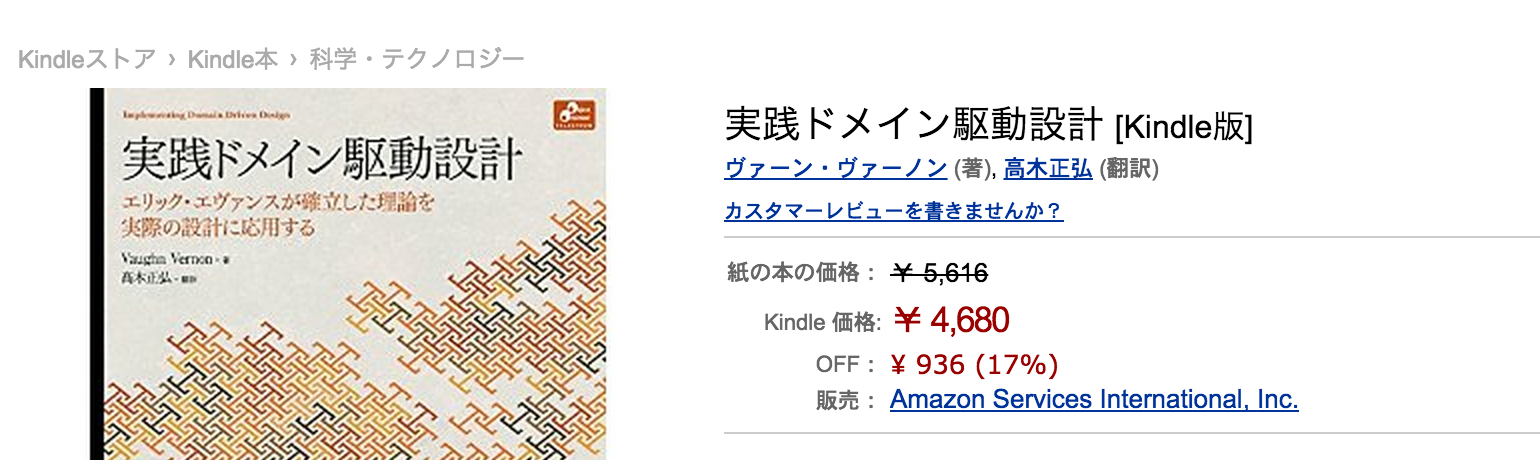 Kindleストア › Kindle本 › 科学・テクノロジー
Implementing Domain-Driven Design
実践ドメイン駆動設計
エリック・エヴァンスが確立した理論を
実際の設計に応用する
Vaughn Vernon・著
髙木正弘・翻訳
実践ドメイン駆動設計 [Kindle版]
ヴァーン・ヴァーノン (著), 高木正弘 (翻訳)
カスタマーレビューを書きませんか？
紙の本の価格： ￥ 5,616
Kindle 価格: ￥ 4,680
OFF： ¥ 936 (17%)
販売： Amazon Services International, Inc.